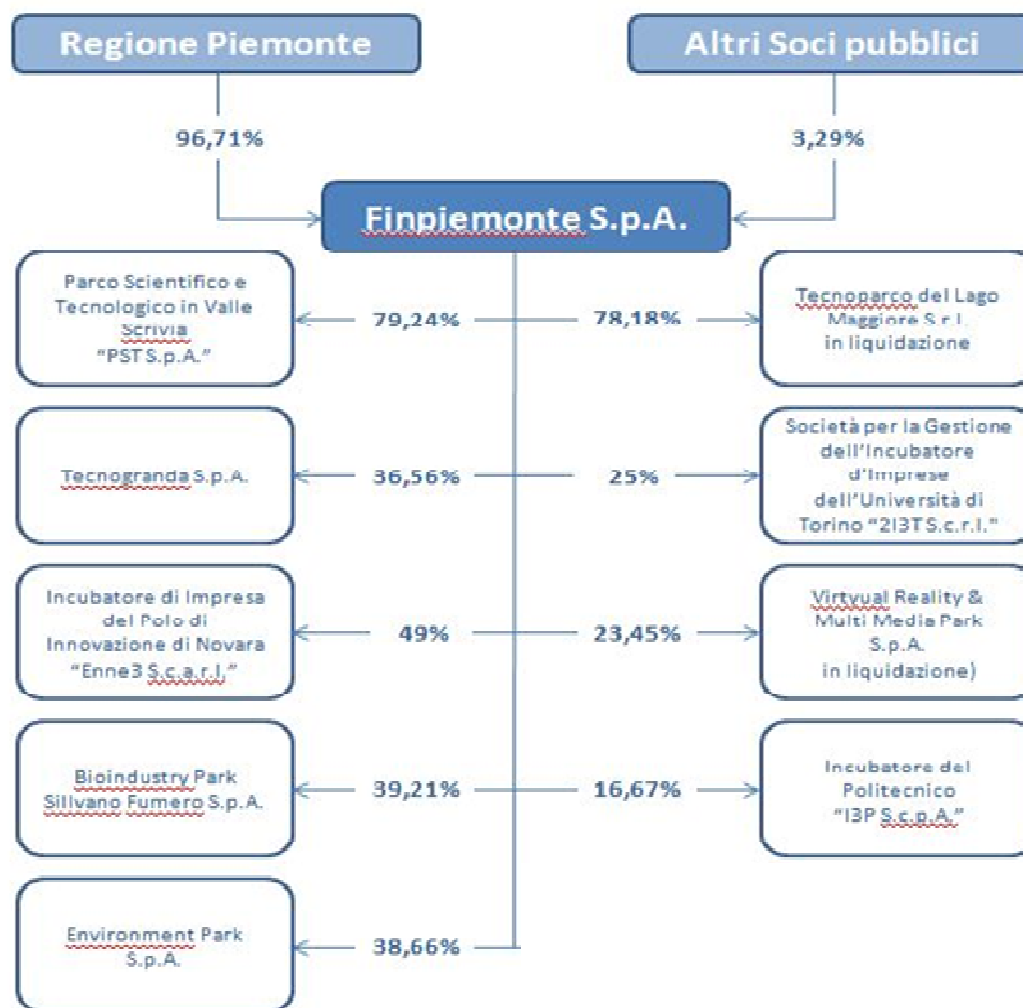 Regione Piemonte
Altri Soci pubblici
96,71%
3,29%
Finpiemonte S.p.A.
Parco Scientifico e
Tecnologico in Valle
Scrivia
"PST S.p.A."
79,24%
78,18%
Tecnoparco del Lago
Maggiore S.r.l.
in liquidazione
Tecnogranda S.p.A.
36,56%
25%
Società per la Gestione
dell'Incubatore
d'Imprese
dell'Università di
Torino "2I3T S.c.r.l."
Incubatore di Impresa
del Polo di
Innovazione di Novara
"Enne3 S.c.a.r.l."
49%
23,45%
Virtyual Reality &
Multi Media Park
S.p.A.
in liquidazione)
Bioindustry Park
Sillvano Fumero S.p.A.
39,21%
16,67%
Incubatore del
Politecnico
"I3P S.c.p.A."
Environment Park
S.p.A.
38,66%